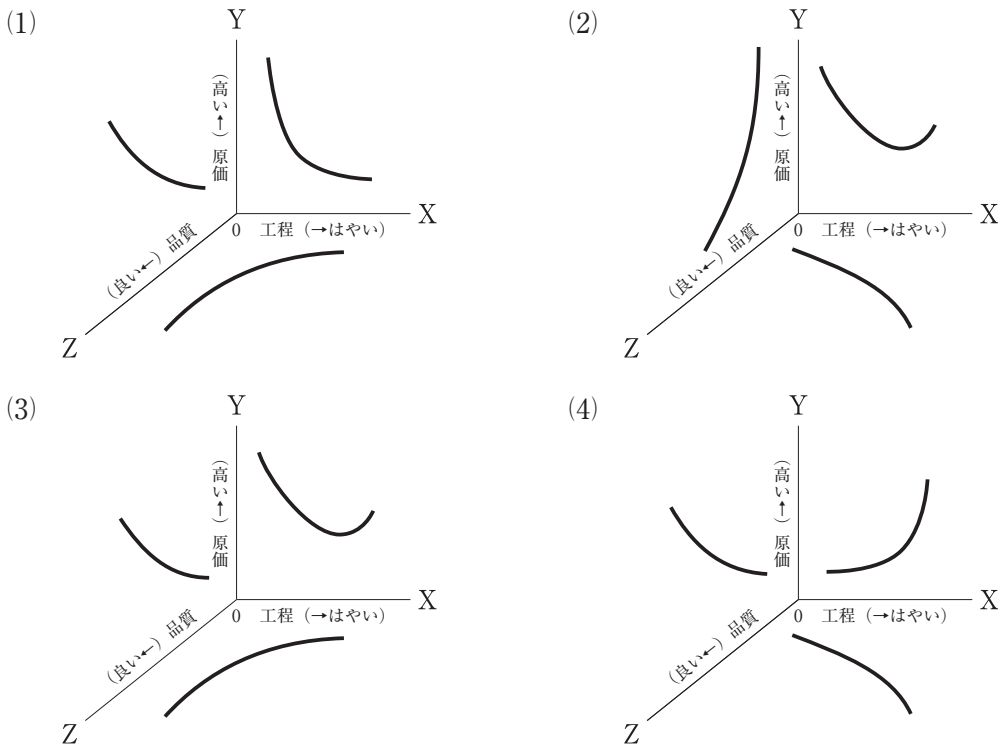 (1)
Y
(高い←) 原価
X
0 工程 (→はやい)
(良い←) 品質
Z
(2)
Y
(高い←) 原価
X
0 工程 (→はやい)
(良い←) 品質
Z
(3)
Y
(高い←) 原価
X
0 工程 (→はやい)
(良い←) 品質
Z
(4)
Y
(高い←) 原価
X
0 工程 (→はやい)
(良い←) 品質
Z